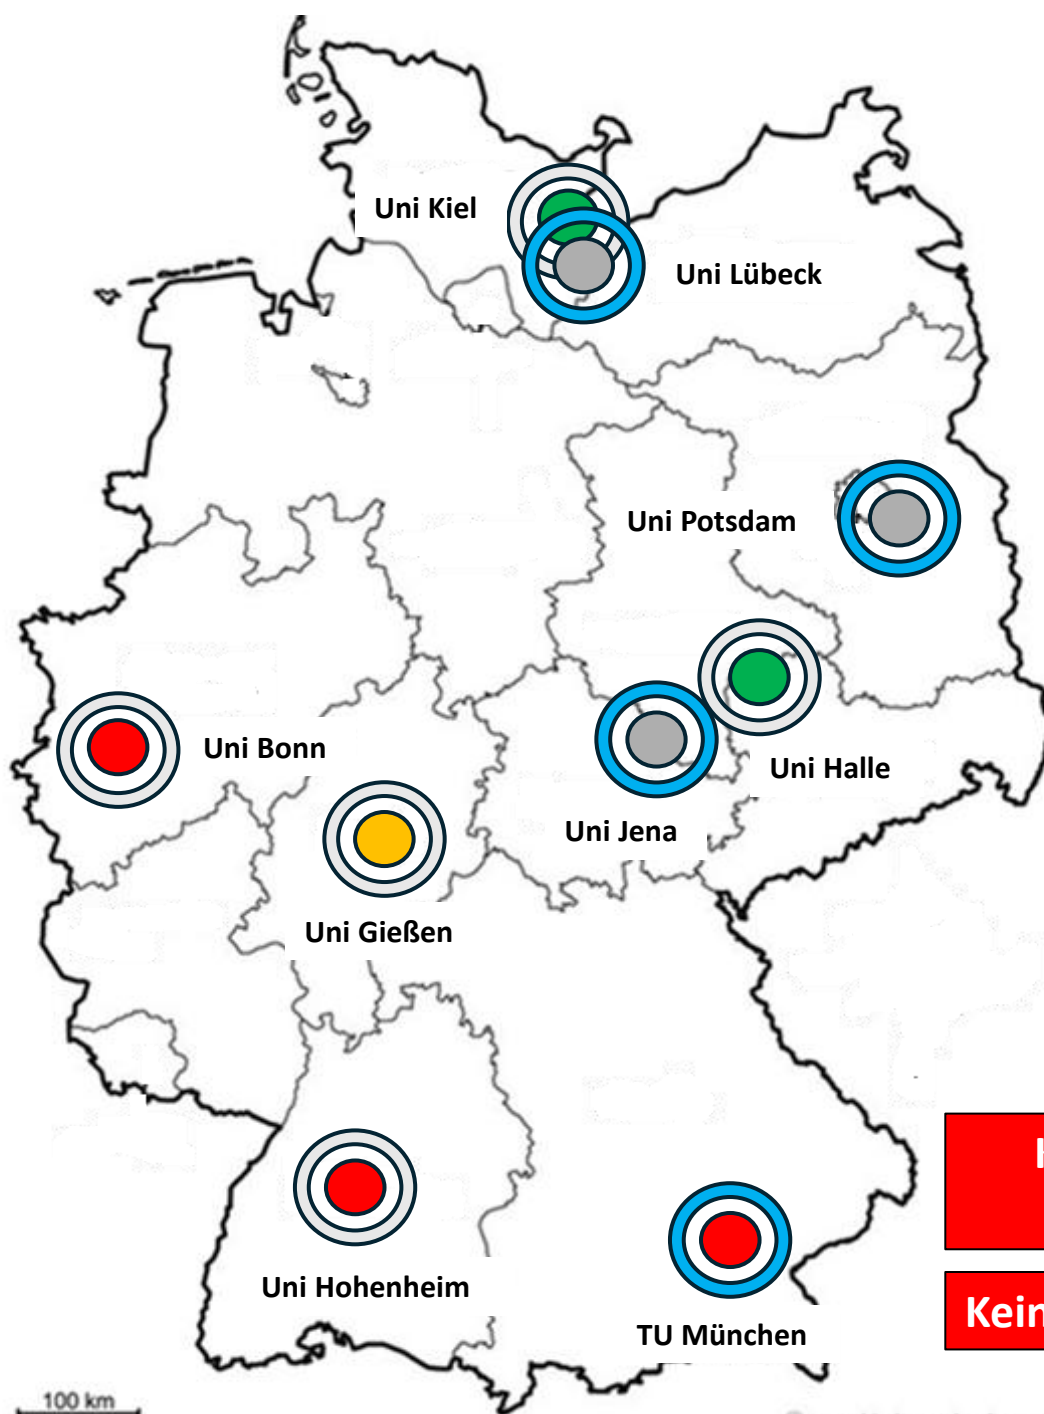 Uni Kiel
Uni Lübeck
Uni Potsdam
Uni Bonn
Uni Halle
Uni Jena
Uni Gießen
Uni Hohenheim
TU München
Kein
100 km